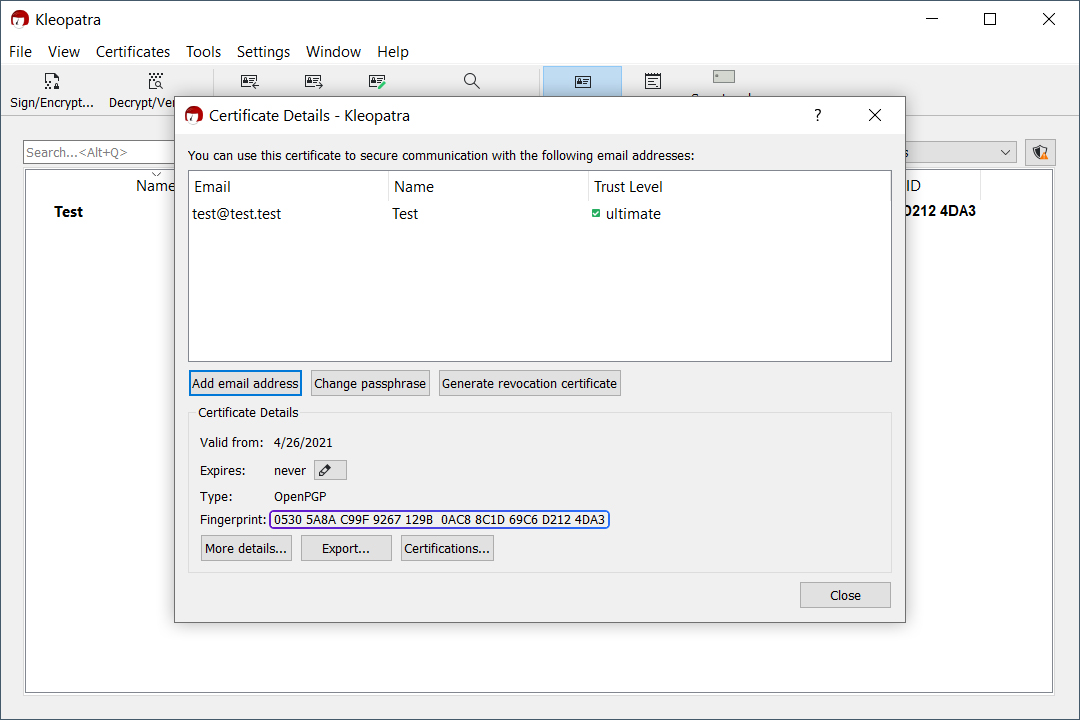 Kleopatra
File View Certificates Tools Settings Window Help
Sign/Encrypt... Decrypt/Ver
Certificate Details - Kleopatra
?
You can use this certificate to secure communication with the following email addresses:
Search...<Alt+Q>
Name ID
Test D212 4DA3
Email Name Trust Level
test@test.test Test ultimate
Add email address Change passphrase Generate revocation certificate
Certificate Details
Valid from: 4/26/2021
Expires: never
Type: OpenPGP
Fingerprint: 0530 5A8A C99F 9267 129B 0AC8 8C1D 69C6 D212 4DA3
More details... Export... Certifications...
Close